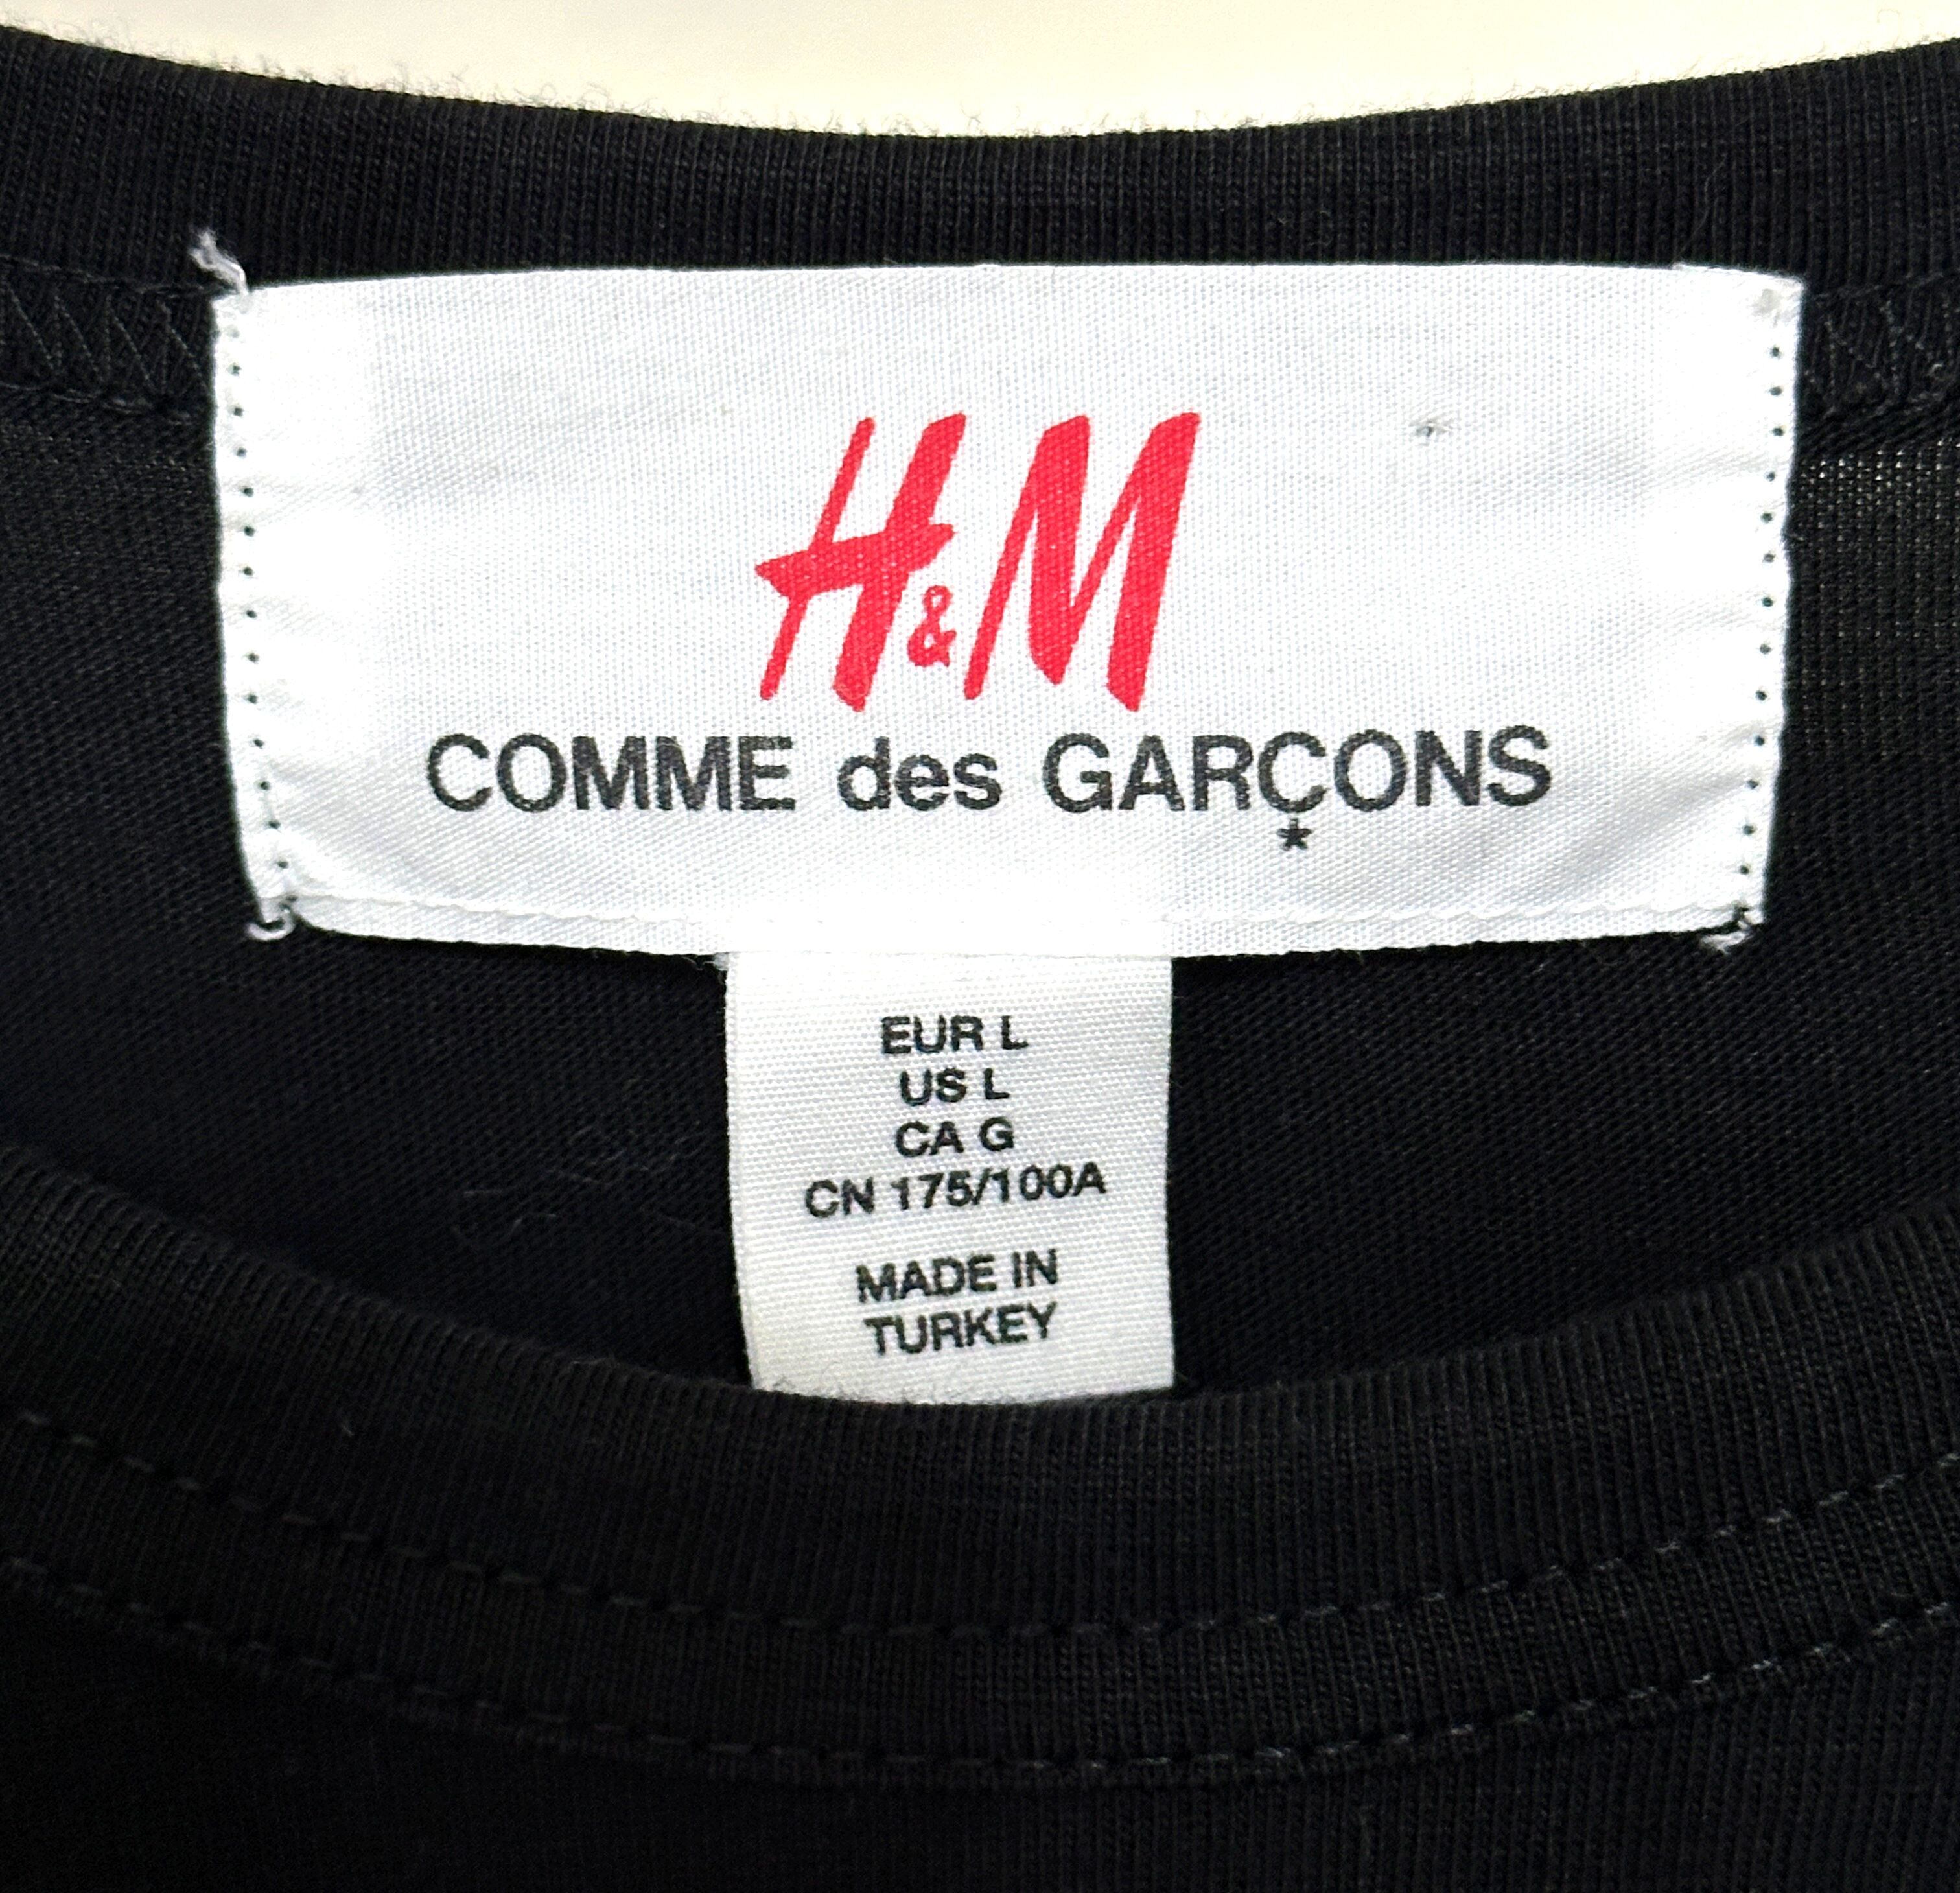 H&M
COMME des GARÇONS
*
EUR L
US L
CA G
CN 175/100A
MADE IN
TURKEY